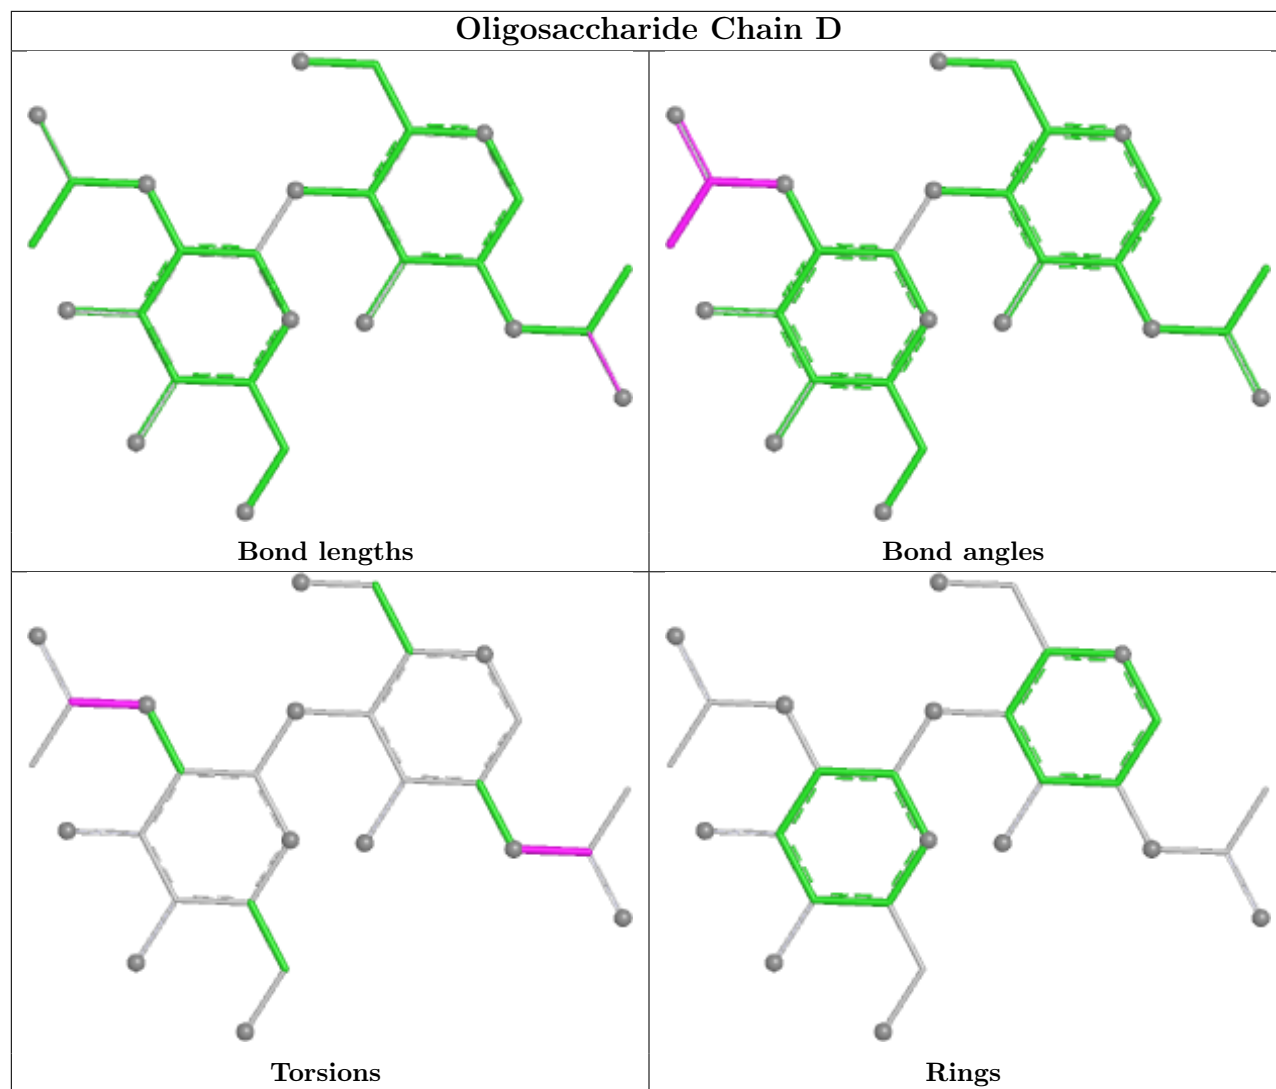 Oligosaccharide Chain D
Bond lengths
Bond angles
Torsions
Rings